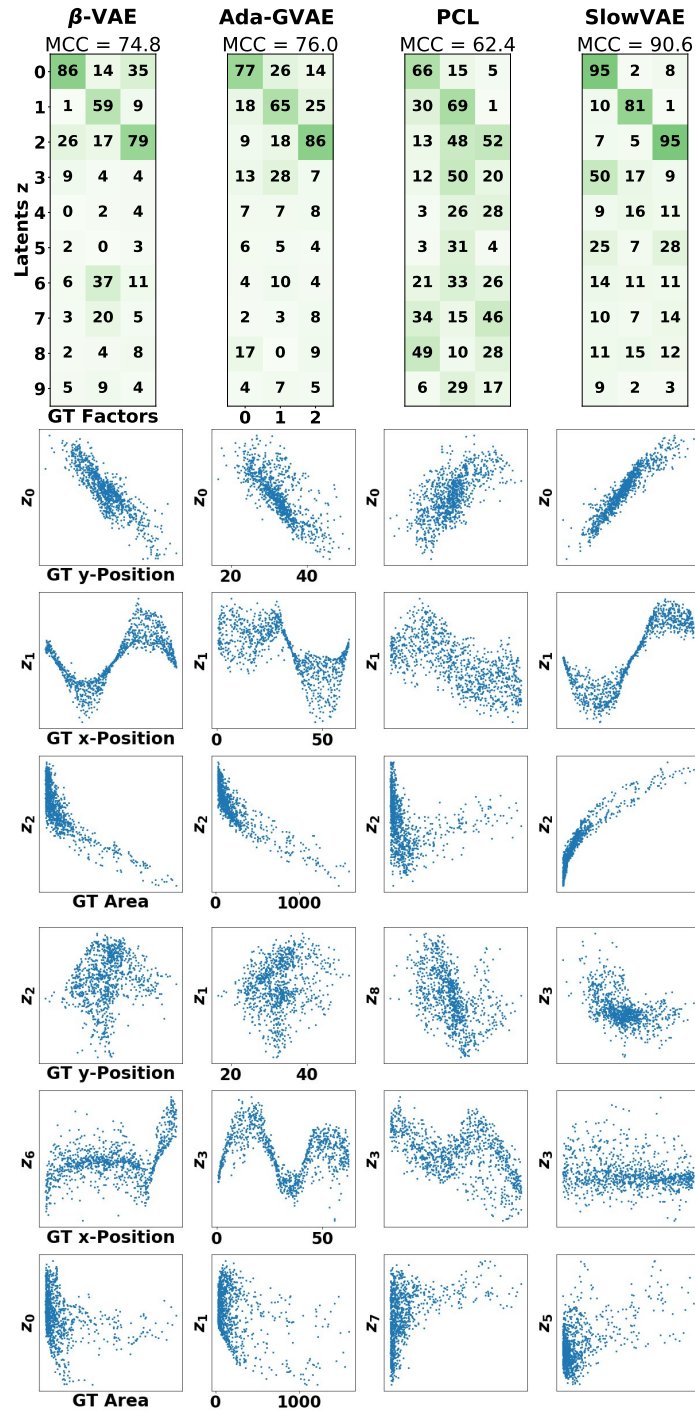 β-VAE Ada-GVAE PCL SlowVAE
MCC = 74.8 MCC = 76.0 MCC = 62.4 MCC = 90.6
0 86 14 35 77 26 14 66 15 5 95 2 8
1 1 59 9 18 65 25 30 69 1 10 81 1
2 26 17 79 9 18 86 13 48 52 7 5 95
3 9 4 4 13 28 7 12 50 20 50 17 9
4 0 2 4 7 7 8 3 26 28 9 16 11
5 2 0 3 6 5 4 3 31 4 25 7 28
6 6 37 11 4 10 4 21 33 26 14 11 11
7 3 20 5 2 3 8 34 15 46 10 7 14
8 2 4 8 17 0 9 49 10 28 11 15 12
9 5 9 4 4 7 5 6 29 17 9 2 3
Latents z
GT Factors 0 1 2
z0 z0 z0 z0
20 40
GT y-Position
z1 z1 z1 z1
0 50
GT x-Position
z2 z2 z2 z2
GT Area 0 1000
z2 z1 z8 z3
20 40
GT y-Position
z6 z3 z3 z3
0 50
GT x-Position
z0 z1 z7 z5
GT Area 0 1000